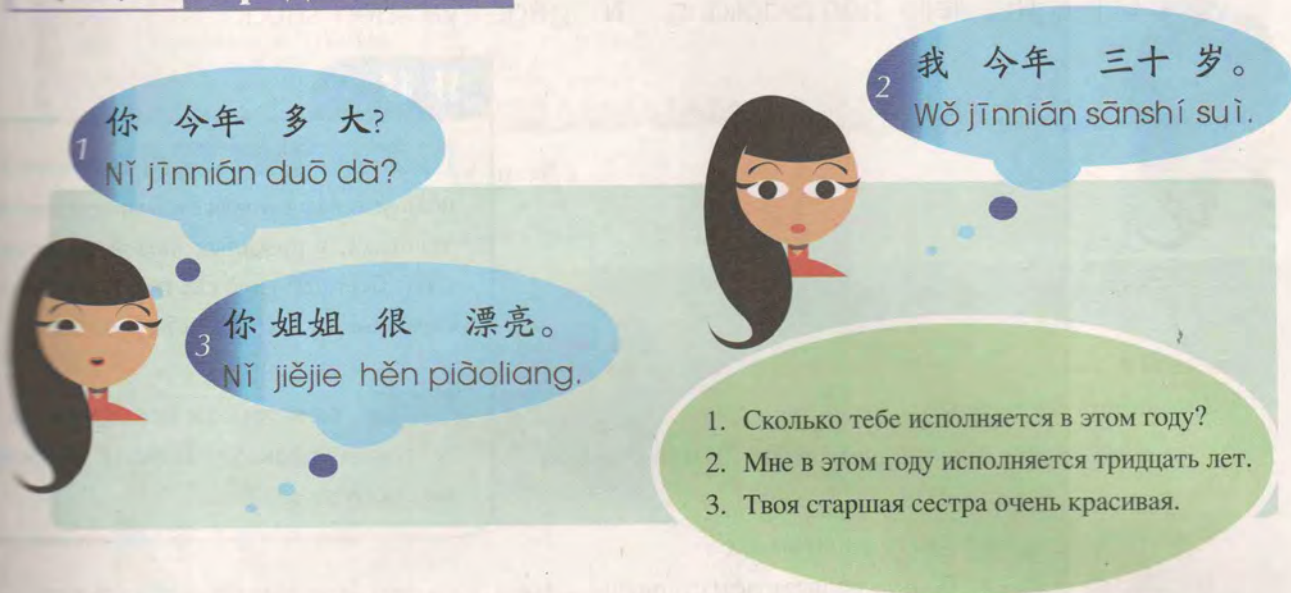 1
你 今年 多 大?
Nǐ jīnnián duō dà?
2
我 今年 三十 岁。
Wǒ jīnnián sānshí suì.
3
你 姐姐 很 漂亮。
Nǐ jiějie hěn piàoliang.
1. Сколько тебе исполняется в этом году?
2. Мне в этом году исполняется тридцать лет.
3. Твоя старшая сестра очень красивая.